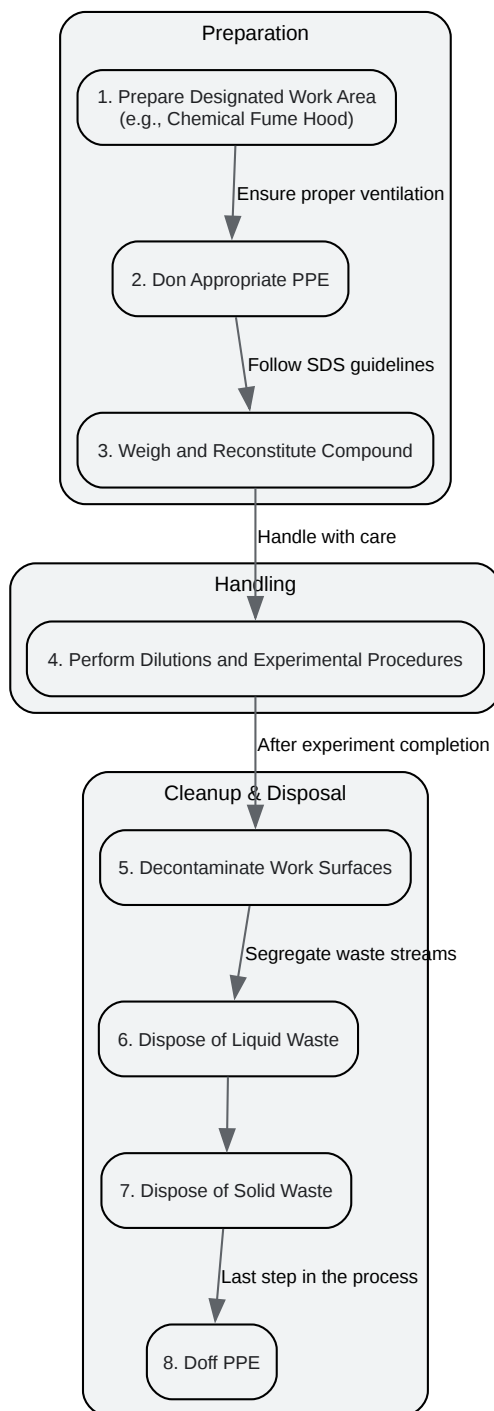 Preparation
1. Prepare Designated Work Area
(e.g., Chemical Fume Hood)
Ensure proper ventilation
2. Don Appropriate PPE
Follow SDS guidelines
3. Weigh and Reconstitute Compound
Handle with care
Handling
4. Perform Dilutions and Experimental Procedures
After experiment completion
Cleanup & Disposal
5. Decontaminate Work Surfaces
Segregate waste streams
6. Dispose of Liquid Waste
7. Dispose of Solid Waste
Last step in the process
8. Doff PPE